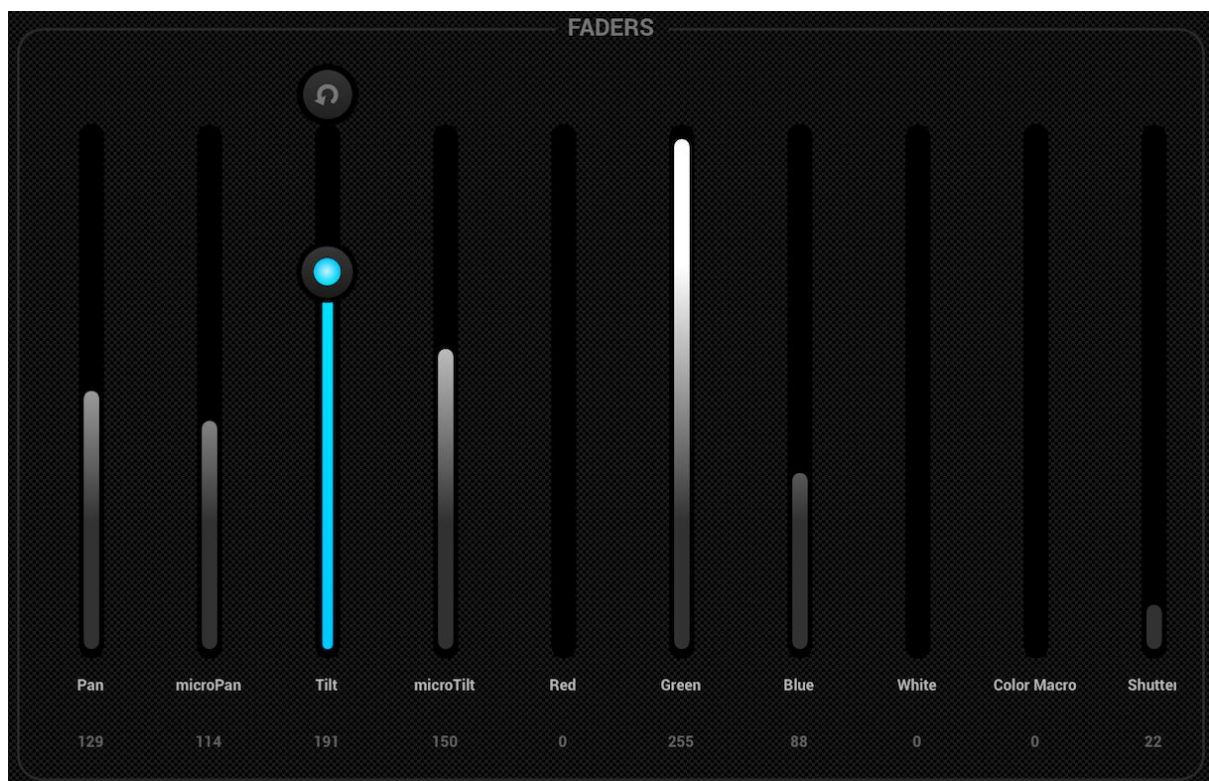 FADERS
Pan microPan Tilt microTilt Red Green Blue White Color Macro Shutter
129 114 191 150 0 255 88 0 0 22